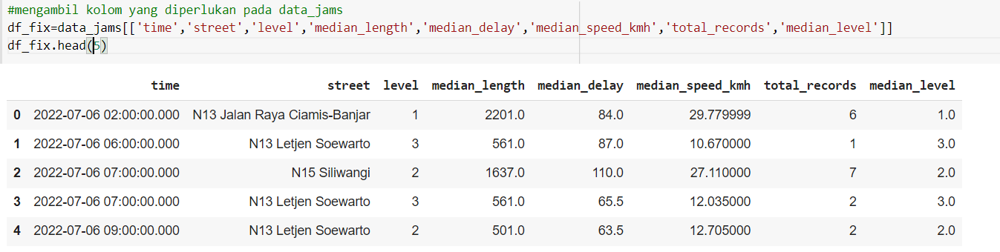 #mengambil kolom yang diperlukan pada data_jams
df_fix=data_jams[['time','street','level','median_length','median_delay','median_speed_kmh','total_records','median_level']]
df_fix.head(5)
time street level median_length median_delay median_speed_kmh total_records median_level
0 2022-07-06 02:00:00.000 N13 Jalan Raya Ciamis-Banjar 1 2201.0 84.0 29.779999 6 1.0
1 2022-07-06 06:00:00.000 N13 Letjen Soewarto 3 561.0 87.0 10.670000 1 3.0
2 2022-07-06 07:00:00.000 N15 Siliwangi 2 1637.0 110.0 27.110000 7 2.0
3 2022-07-06 07:00:00.000 N13 Letjen Soewarto 3 561.0 65.5 12.035000 2 3.0
4 2022-07-06 09:00:00.000 N13 Letjen Soewarto 2 501.0 63.5 12.705000 2 2.0